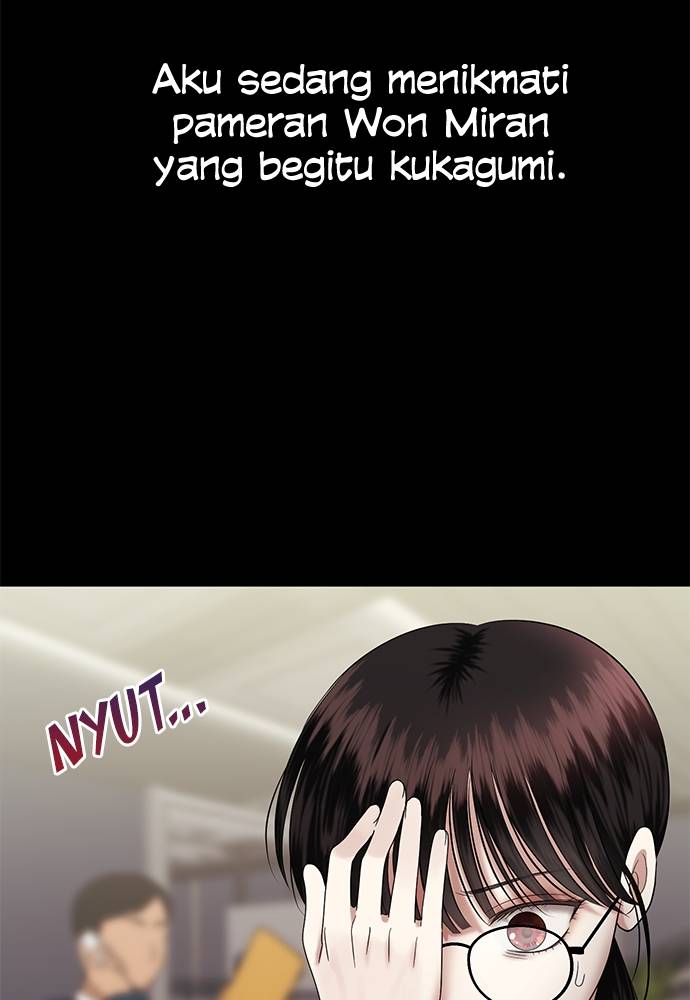 Aku sedang menikmati
pameran Won Miran
yang begitu kukagumi.
NYUT...